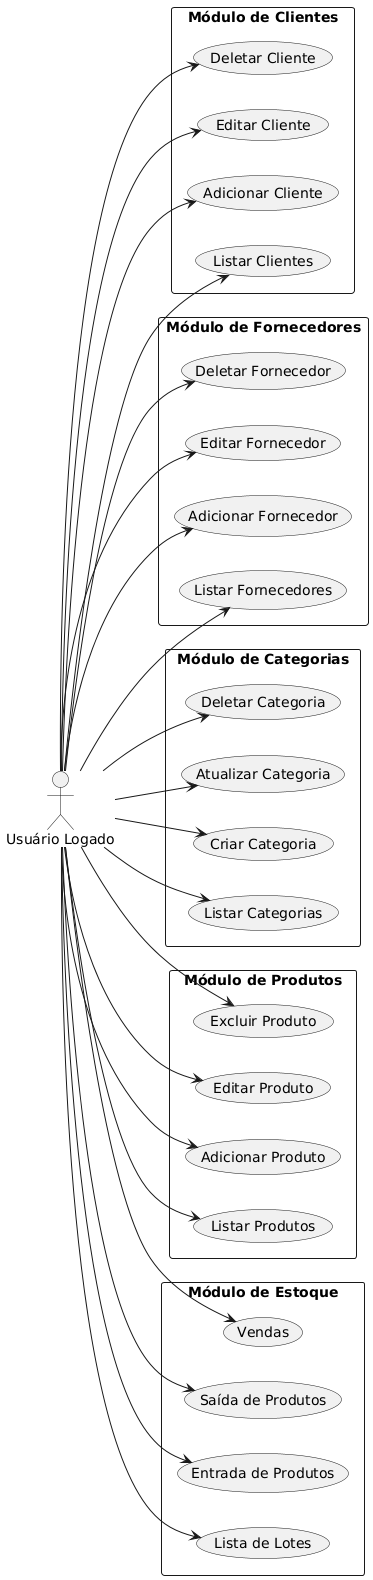 Módulo de Clientes
Deletar Cliente
Editar Cliente
Adicionar Cliente
Listar Clientes
Módulo de Fornecedores
Deletar Fornecedor
Editar Fornecedor
Adicionar Fornecedor
Listar Fornecedores
Módulo de Categorias
Deletar Categoria
Atualizar Categoria
Usuário Logado
Criar Categoria
Listar Categorias
Módulo de Produtos
Excluir Produto
Editar Produto
Adicionar Produto
Listar Produtos
Módulo de Estoque
Vendas
Saída de Produtos
Entrada de Produtos
Lista de Lotes